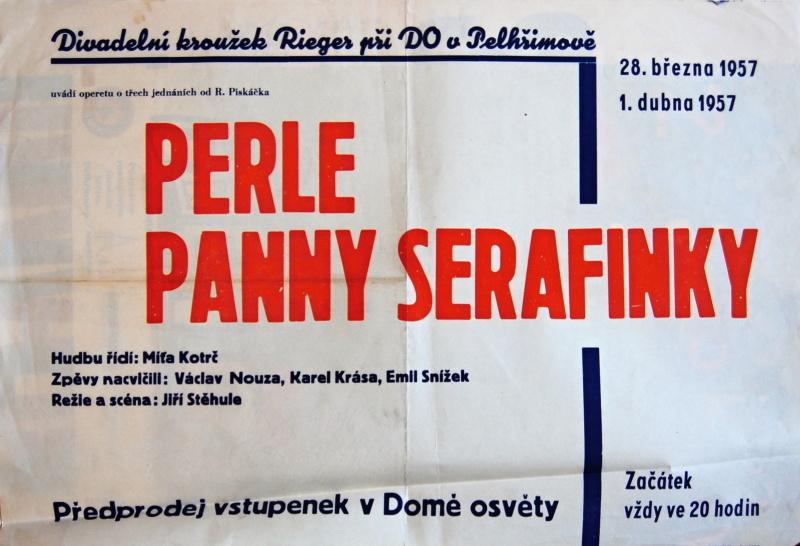 Divadelní kroužek Rieger při DO v Pelhřimově
28. března 1957
1. dubna 1957
uvádí operetu o třech jednáních od R. Piskáčka
PERLE
PANNY SERAFINKY
Hudbu řídí: Míťa Kotrč
Zpěvy nacvičili: Václav Nouza, Karel Krása, Emil Snížek
Režie a scéna: Jiří Stěhule
Začátek
vždy ve 20 hodin
Předprodej vstupenek v Domě osvěty